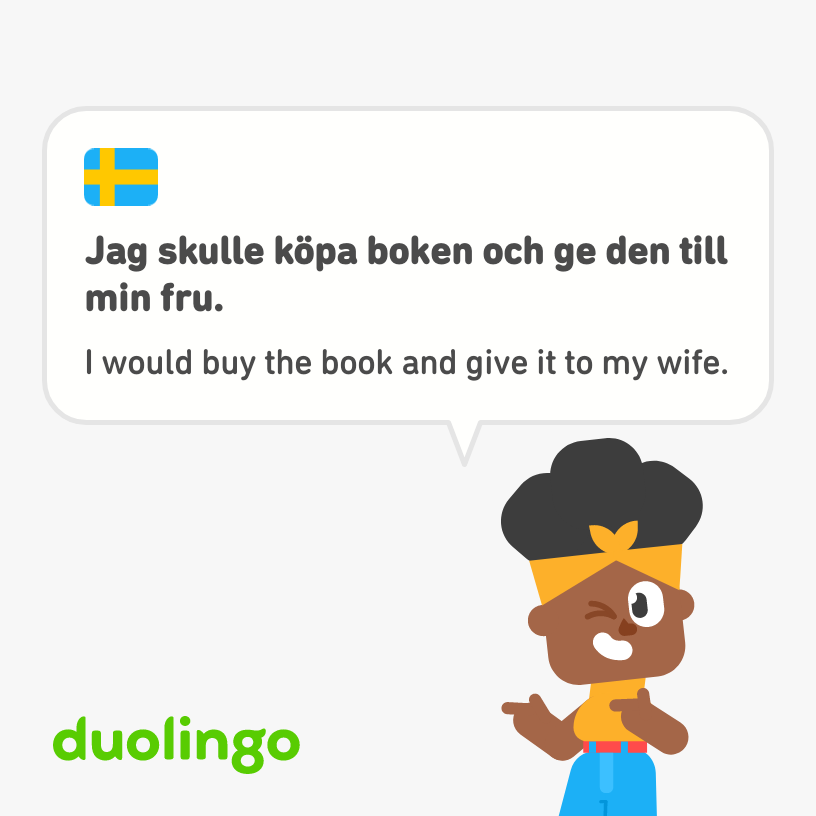 Jag skulle köpa boken och ge den till
min fru.
I would buy the book and give it to my wife.
duolingo